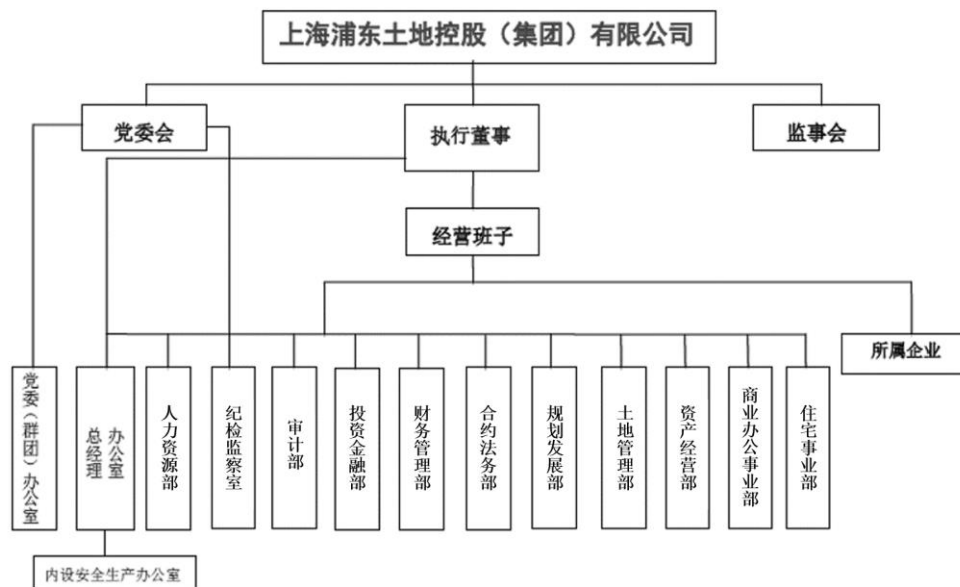 上海浦东土地控股（集团）有限公司
党委会
执行董事
监事会
经营班子
所属企业
党委（群团）办公室
总经理
办公室
人力资源部
纪检监察室
审计部
投资金融部
财务管理部
合约法务部
规划发展部
土地管理部
资产经营部
商业办公事业部
住宅事业部
内设安全生产办公室